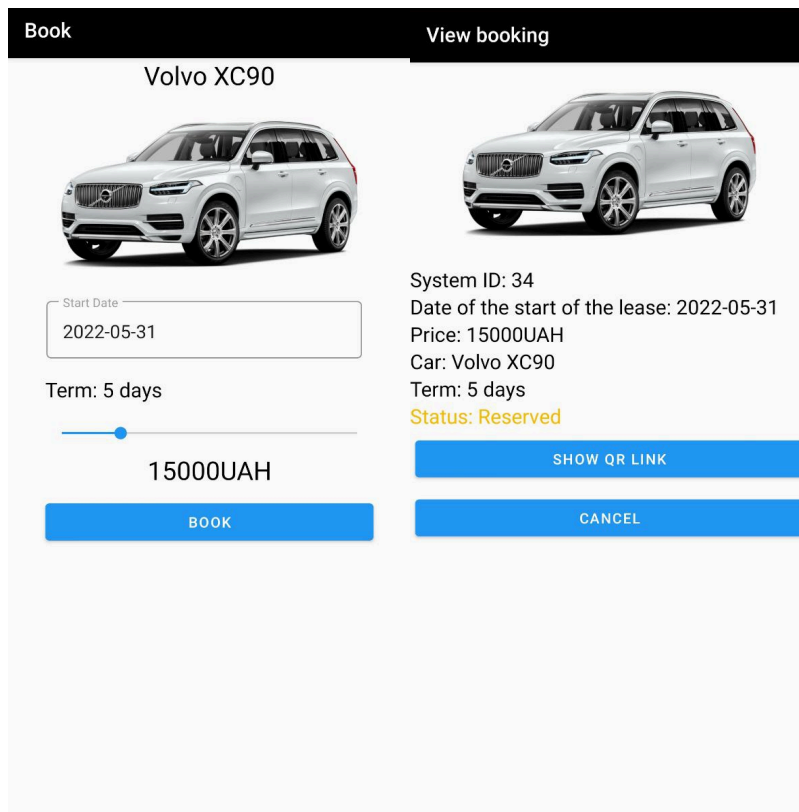 Book
Volvo XC90
Start Date
2022-05-31
Term: 5 days
15000UAH
BOOK
View booking
System ID: 34
Date of the start of the lease: 2022-05-31
Price: 15000UAH
Car: Volvo XC90
Term: 5 days
Status: Reserved
SHOW QR LINK
CANCEL